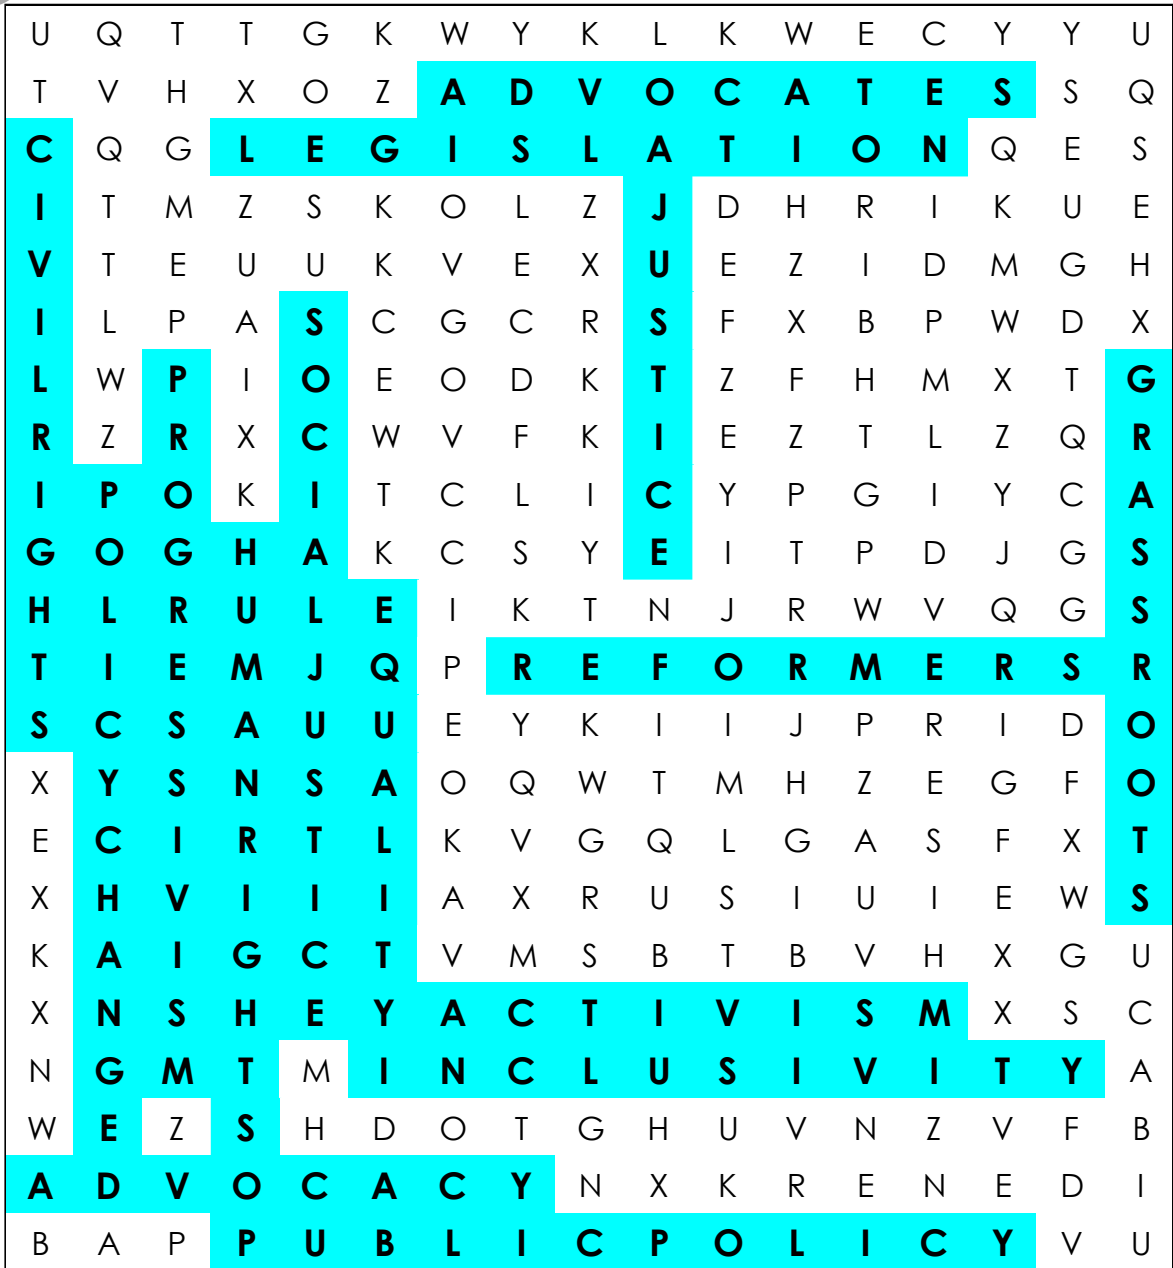 U Q T T G K W Y K L K W E C Y Y U
T V H X O Z A D V O C A T E S S Q
C Q G L E G I S L A T I O N Q E S
I T M Z S K O L Z J D H R I K U E
V T E U U K V E X U E Z I D M G H
I L P A S C G C R S F X B P W D X
L W P I O E O D K T Z F H M X T G
R Z R X C W V F K I E Z T L Z Q R
I P O K I T C L I C Y P G I Y C A
G O G H A K C S Y E I T P D J G S
H L R U L E I K T N J R W V Q G S
T I E M J Q P R E F O R M E R S R
S C S A U U E Y K I I J P R I D O
X Y S N S A O Q W T M H Z E G F O
E C I R T L K V G Q L G A S F X T
X H V I I I A X R U S I U I E W S
K A I G C T V M S B T B V H X G U
X N S H E Y A C T I V I S M X S C
N G M T M I N C L U S I V I T Y A
W E Z S H D O T G H U V N Z V F B
A D V O C A C Y N X K R E N E D I
B A P P U B L I C P O L I C Y V U